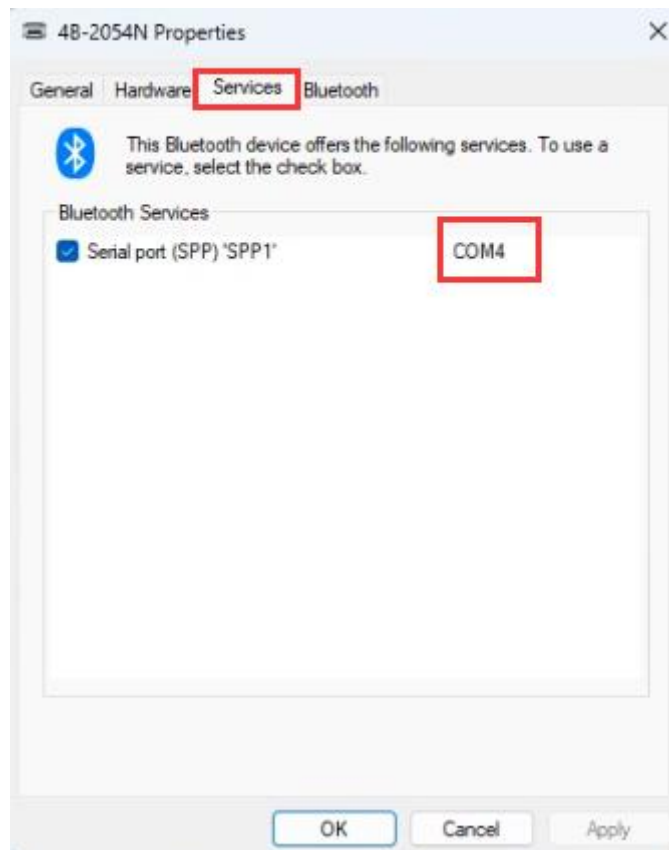 4B-2054N Properties
General Hardware Services Bluetooth
This Bluetooth device offers the following services. To use a
service, select the check box.
Bluetooth Services
Serial port (SPP) 'SPP1' COM4
OK Cancel Apply